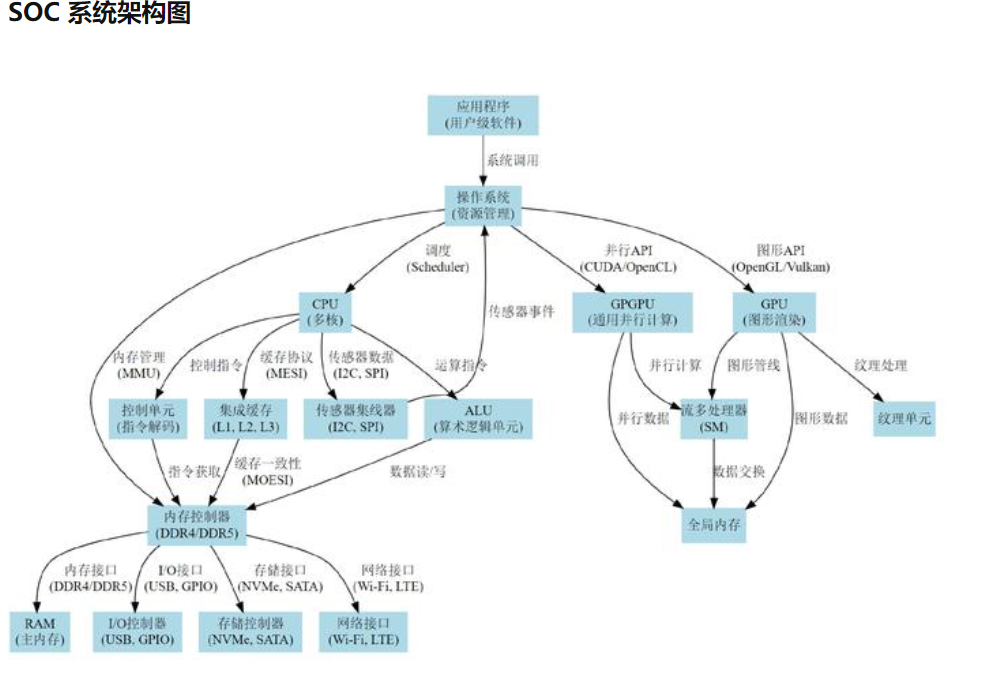 SOC 系统架构图
应用程序
(用户级软件)
系统调用
操作系统
(资源管理)
调度
(Scheduler)
并行API
(CUDA/OpenCL)
图形API
(OpenGL/Vulkan)
CPU
(多核)
传感器事件
GPGPU
(通用并行计算)
GPU
(图形渲染)
内存管理
(MMU)
控制指令
缓存协议
(MESI)
传感器数据
(I2C, SPI)
运算指令
并行计算
图形管线
纹理处理
控制单元
(指令解码)
集成缓存
(L1, L2, L3)
传感器集线器
(I2C, SPI)
ALU
(算术逻辑单元)
并行数据
流多处理器
(SM)
图形数据
纹理单元
指令获取
缓存一致性
(MOESI)
数据读/写
数据交换
内存控制器
(DDR4/DDR5)
全局内存
内存接口
(DDR4/DDR5)
I/O接口
(USB, GPIO)
存储接口
(NVMe, SATA)
网络接口
(Wi-Fi, LTE)
RAM
(主内存)
I/O控制器
(USB, GPIO)
存储控制器
(NVMe, SATA)
网络接口
(Wi-Fi, LTE)